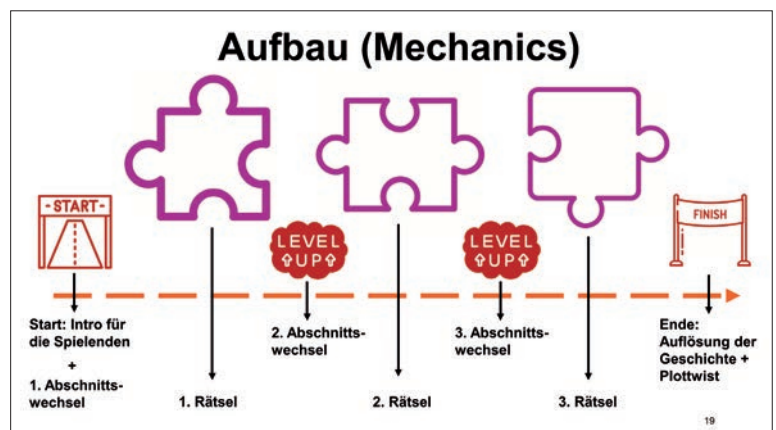 Aufbau (Mechanics)
- START -
LEVEL
UP
LEVEL
UP
FINISH
Start: Intro für
die Spielenden
+
1. Abschnitts-
wechsel
1. Rätsel
2. Abschnitts-
wechsel
2. Rätsel
3. Abschnitts-
wechsel
3. Rätsel
Ende:
Auflösung der
Geschichte +
Plottwist
19